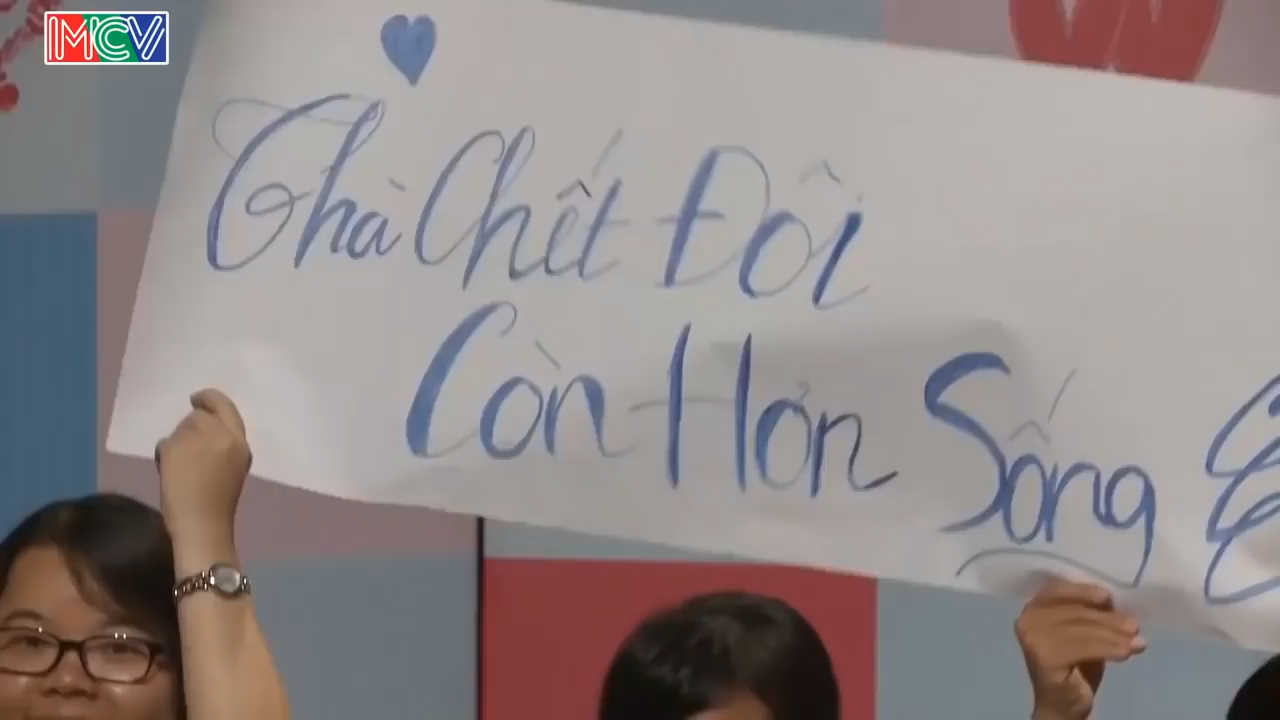 MCV
Thà Chết Đôi
Còn Hơn Sống